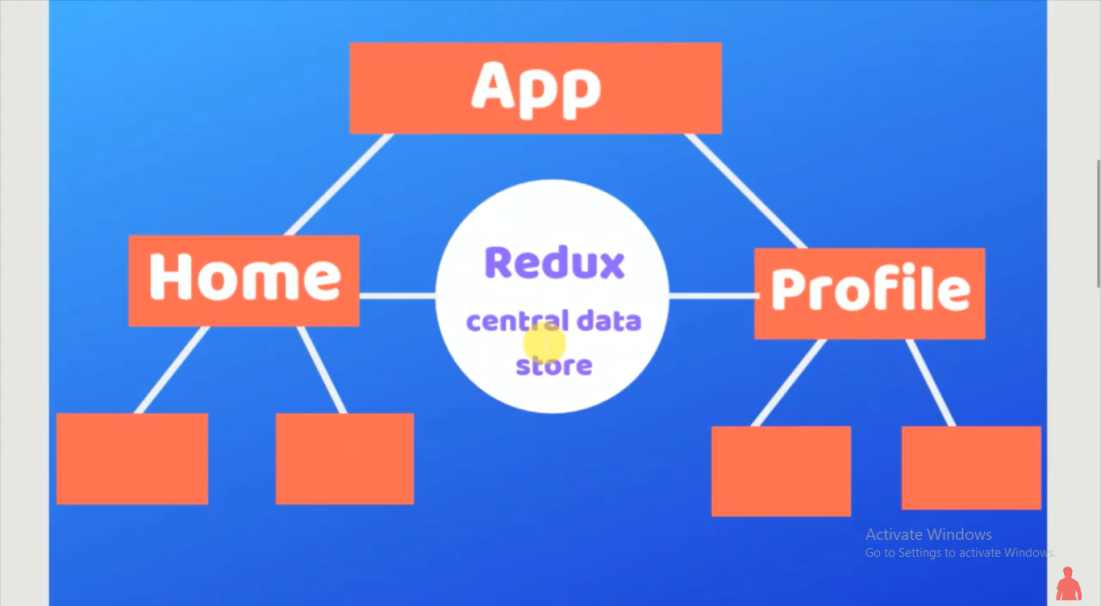 App
Home
Redux
central data
store
Profile
Activate Windows
Go to Settings to activate Windows.